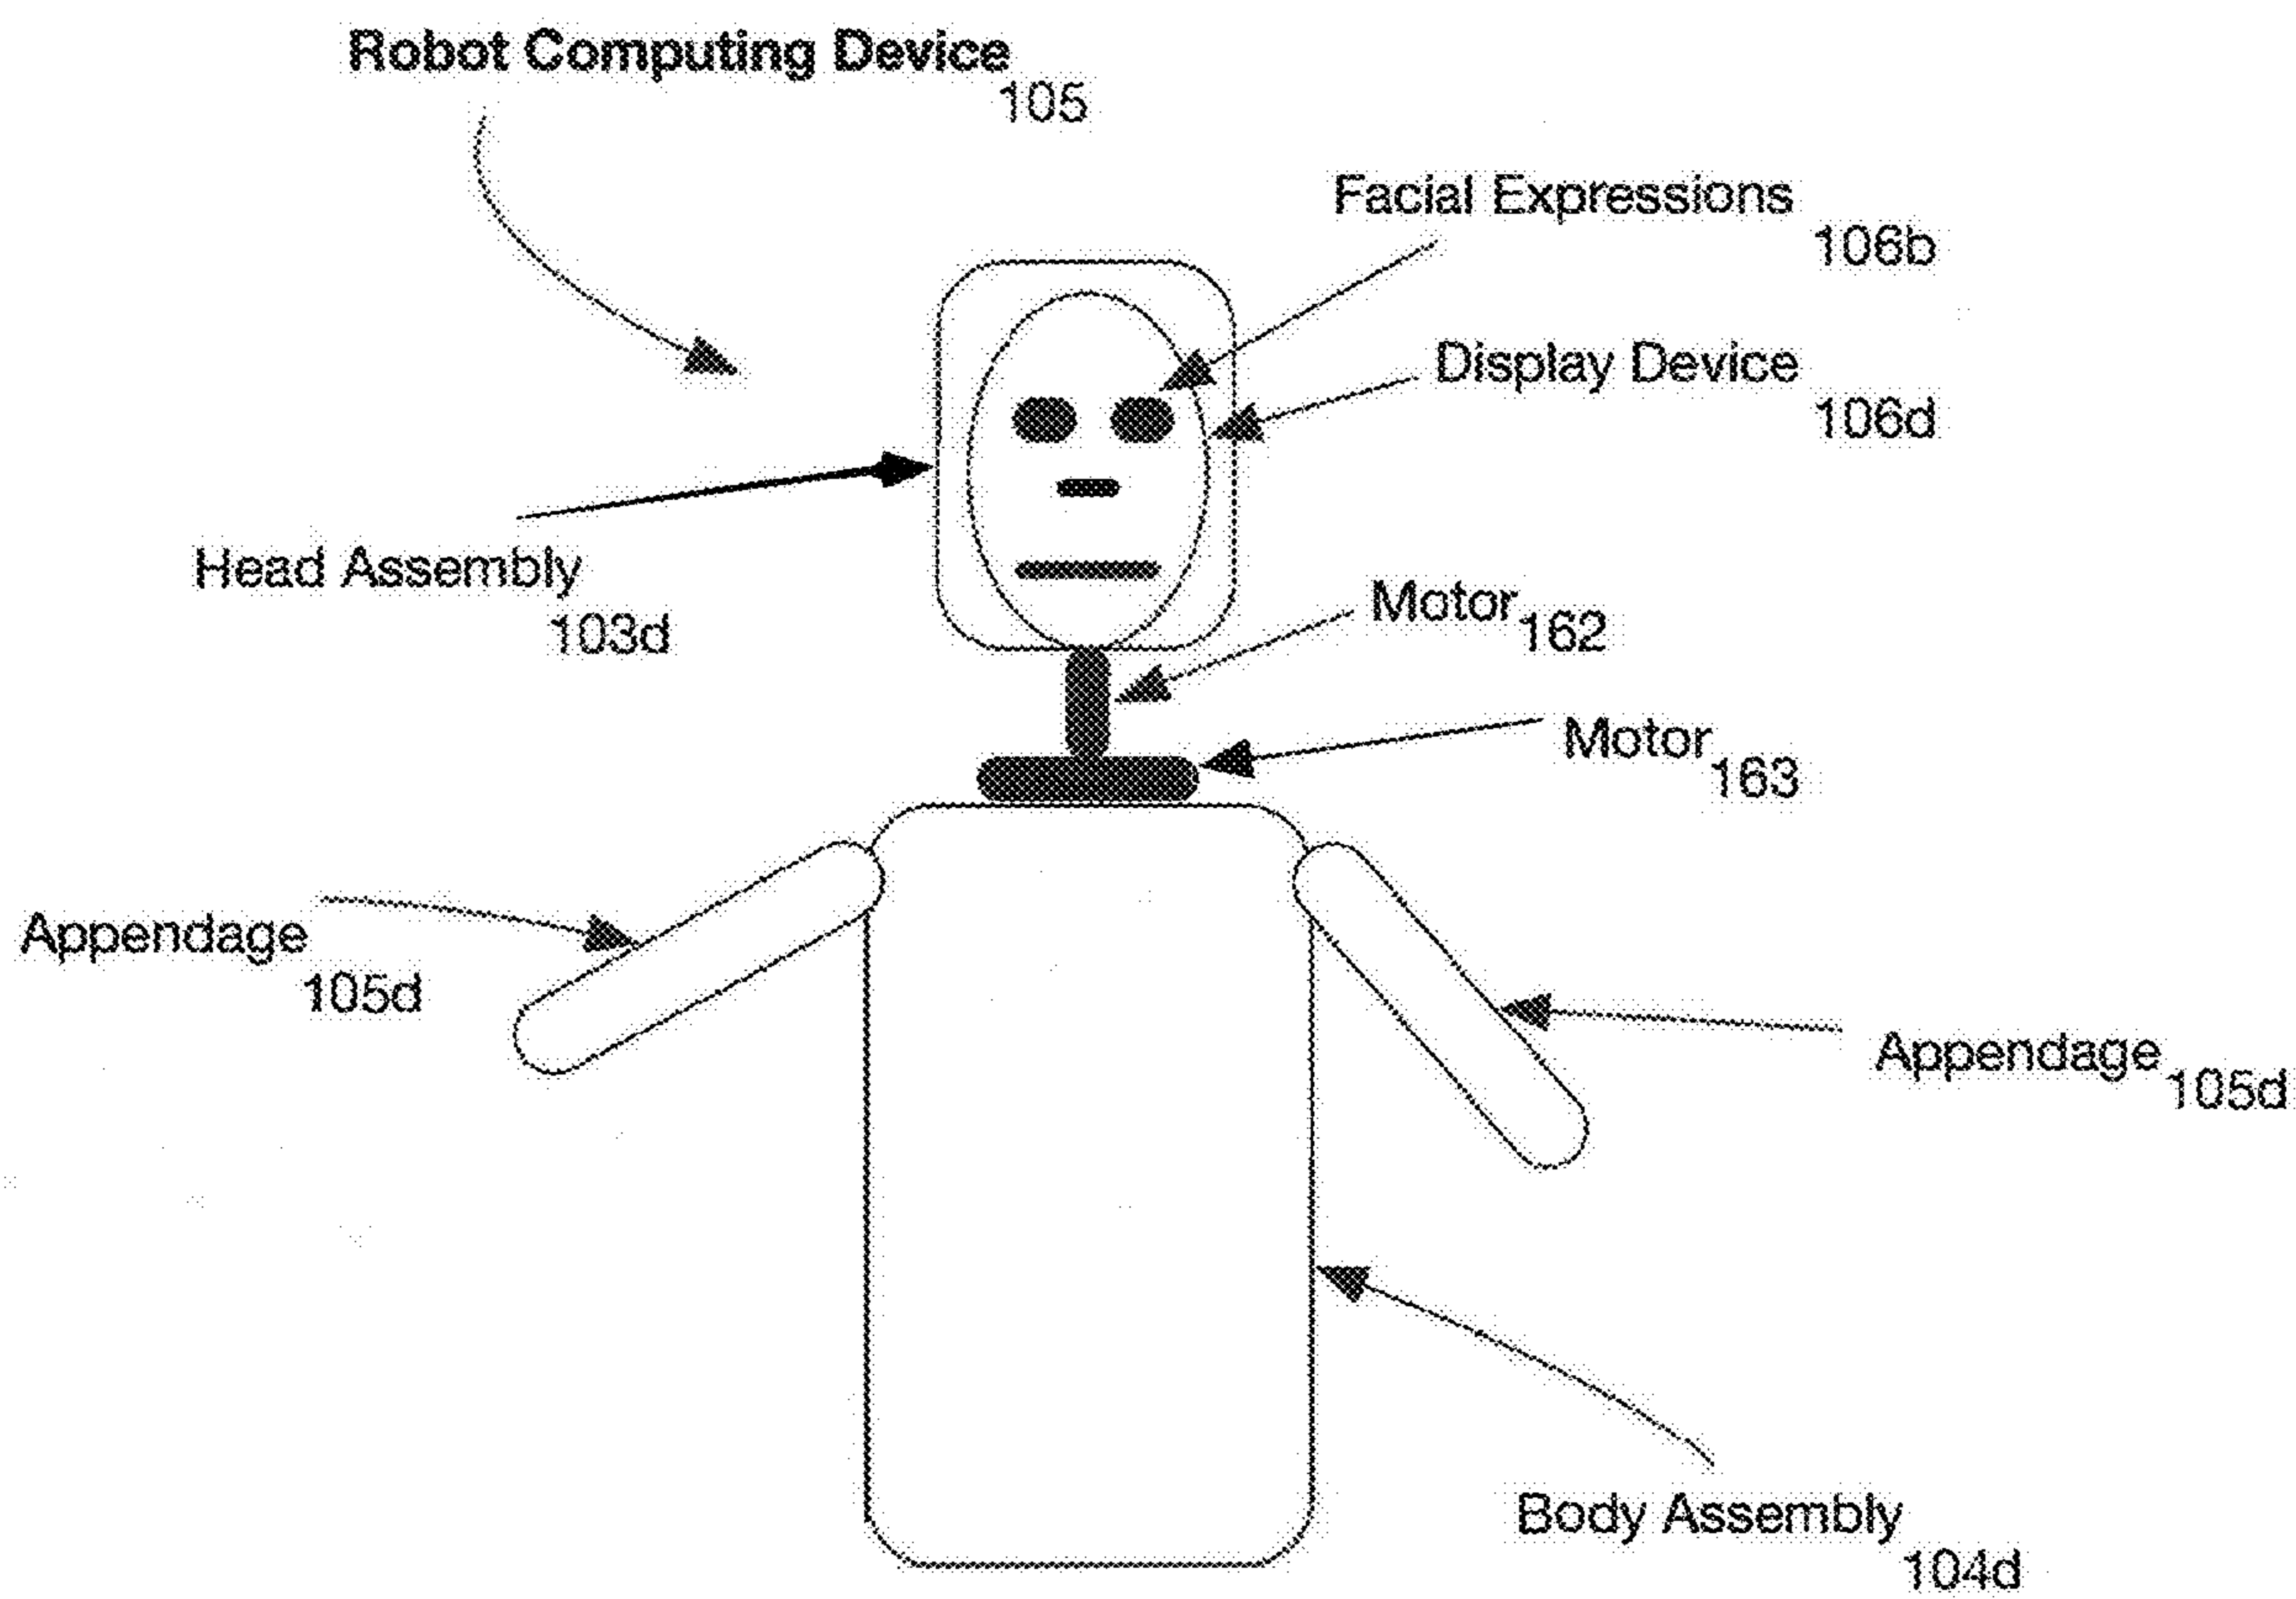 Robot Computing Device
105
Facial Expressions
106b
Display Device
106d
Head Assembly
103d
Motor
162
Motor
163
Appendage
105d
Appendage
105d
Body Assembly
104d